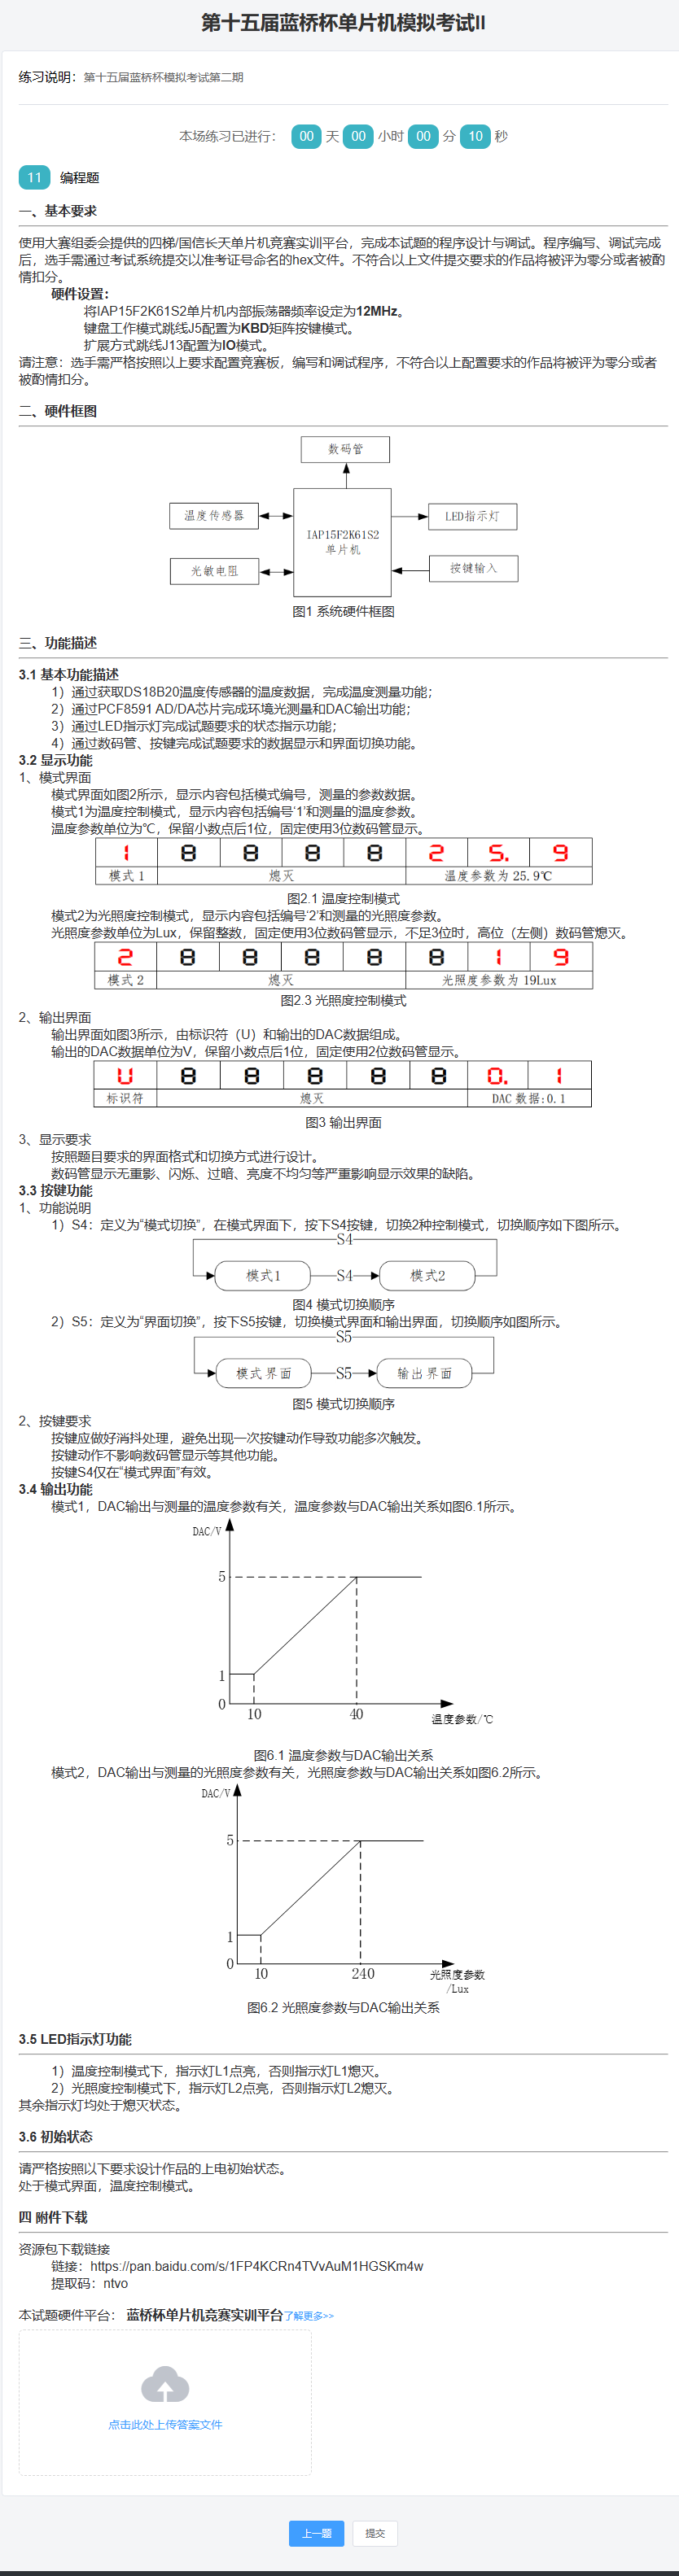 第十五届蓝桥杯单片机模拟考试II
练习说明：第十五届蓝桥杯模拟考试第二期
本场练习已进行： 00 天 00 小时 00 分 10 秒
11 编程题
一、基本要求
使用大赛组委会提供的四梯/国信长天单片机竞赛实训平台，完成本试题的程序设计与调试。程序编写、调试完成
后，选手需通过考试系统提交以准考证号命名的hex文件。不符合以上文件提交要求的作品将被评为零分或者被酌
情扣分。
硬件设置：
将IAP15F2K61S2单片机内部振荡器频率设定为12MHz。
键盘工作模式跳线J5配置为KBD矩阵按键模式。
扩展方式跳线J13配置为IO模式。
请注意：选手需严格按照以上要求配置竞赛板，编写和调试程序，不符合以上配置要求的作品将被评为零分或者
被酌情扣分。
二、硬件框图
数码管
温度传感器
LED指示灯
IAP15F2K61S2
单片机
光敏电阻
按键输入
图1 系统硬件框图
三、功能描述
3.1 基本功能描述
1）通过获取DS18B20温度传感器的温度数据，完成温度测量功能；
2）通过PCF8591 AD/DA芯片完成环境光测量和DAC输出功能；
3）通过LED指示灯完成试题要求的状态指示功能；
4）通过数码管、按键完成试题要求的数据显示和界面切换功能。
3.2 显示功能
1、模式界面
模式界面如图2所示，显示内容包括模式编号，测量的参数数据。
模式1为温度控制模式，显示内容包括编号‘1’和测量的温度参数。
温度参数单位为℃，保留小数点后1位，固定使用3位数码管显示。
1 8 8 8 8 2 5. 9
模式 1 熄灭 温度参数为 25.9℃
图2.1 温度控制模式
模式2为光照度控制模式，显示内容包括编号‘2’和测量的光照度参数。
光照度参数单位为Lux，保留整数，固定使用3位数码管显示，不足3位时，高位（左侧）数码管熄灭。
2 8 8 8 8 8 1 9
模式 2 熄灭 光照度参数为 19Lux
图2.3 光照度控制模式
2、输出界面
输出界面如图3所示，由标识符（U）和输出的DAC数据组成。
输出的DAC数据单位为V，保留小数点后1位，固定使用2位数码管显示。
U 8 8 8 8 8 0. 1
标识符 熄灭 DAC 数据:0.1
图3 输出界面
3、显示要求
按照题目要求的界面格式和切换方式进行设计。
数码管显示无重影、闪烁、过暗、亮度不均匀等严重影响显示效果的缺陷。
3.3 按键功能
1、功能说明
1）S4：定义为“模式切换”，在模式界面下，按下S4按键，切换2种控制模式，切换顺序如下图所示。
S4
模式1 S4 模式2
图4 模式切换顺序
2）S5：定义为“界面切换”，按下S5按键，切换模式界面和输出界面，切换顺序如图所示。
S5
模式界面 S5 输出界面
图5 模式切换顺序
2、按键要求
按键应做好消抖处理，避免出现一次按键动作导致功能多次触发。
按键动作不影响数码管显示等其他功能。
按键S4仅在“模式界面”有效。
3.4 输出功能
模式1，DAC输出与测量的温度参数有关，温度参数与DAC输出关系如图6.1所示。
DAC/V
5
1
0
10 40
温度参数/℃
图6.1 温度参数与DAC输出关系
模式2，DAC输出与测量的光照度参数有关，光照度参数与DAC输出关系如图6.2所示。
DAC/V
5
1
0
10 240
光照度参数
/Lux
图6.2 光照度参数与DAC输出关系
3.5 LED指示灯功能
1）温度控制模式下，指示灯L1点亮，否则指示灯L1熄灭。
2）光照度控制模式下，指示灯L2点亮，否则指示灯L2熄灭。
其余指示灯均处于熄灭状态。
3.6 初始状态
请严格按照以下要求设计作品的上电初始状态。
处于模式界面，温度控制模式。
四 附件下载
资源包下载链接
链接：https://pan.baidu.com/s/1FP4KCRn4TVvAuM1HGSKm4w
提取码：ntvo
本试题硬件平台： 蓝桥杯单片机竞赛实训平台了解更多>>
点击此处上传答案文件
上一题 提交